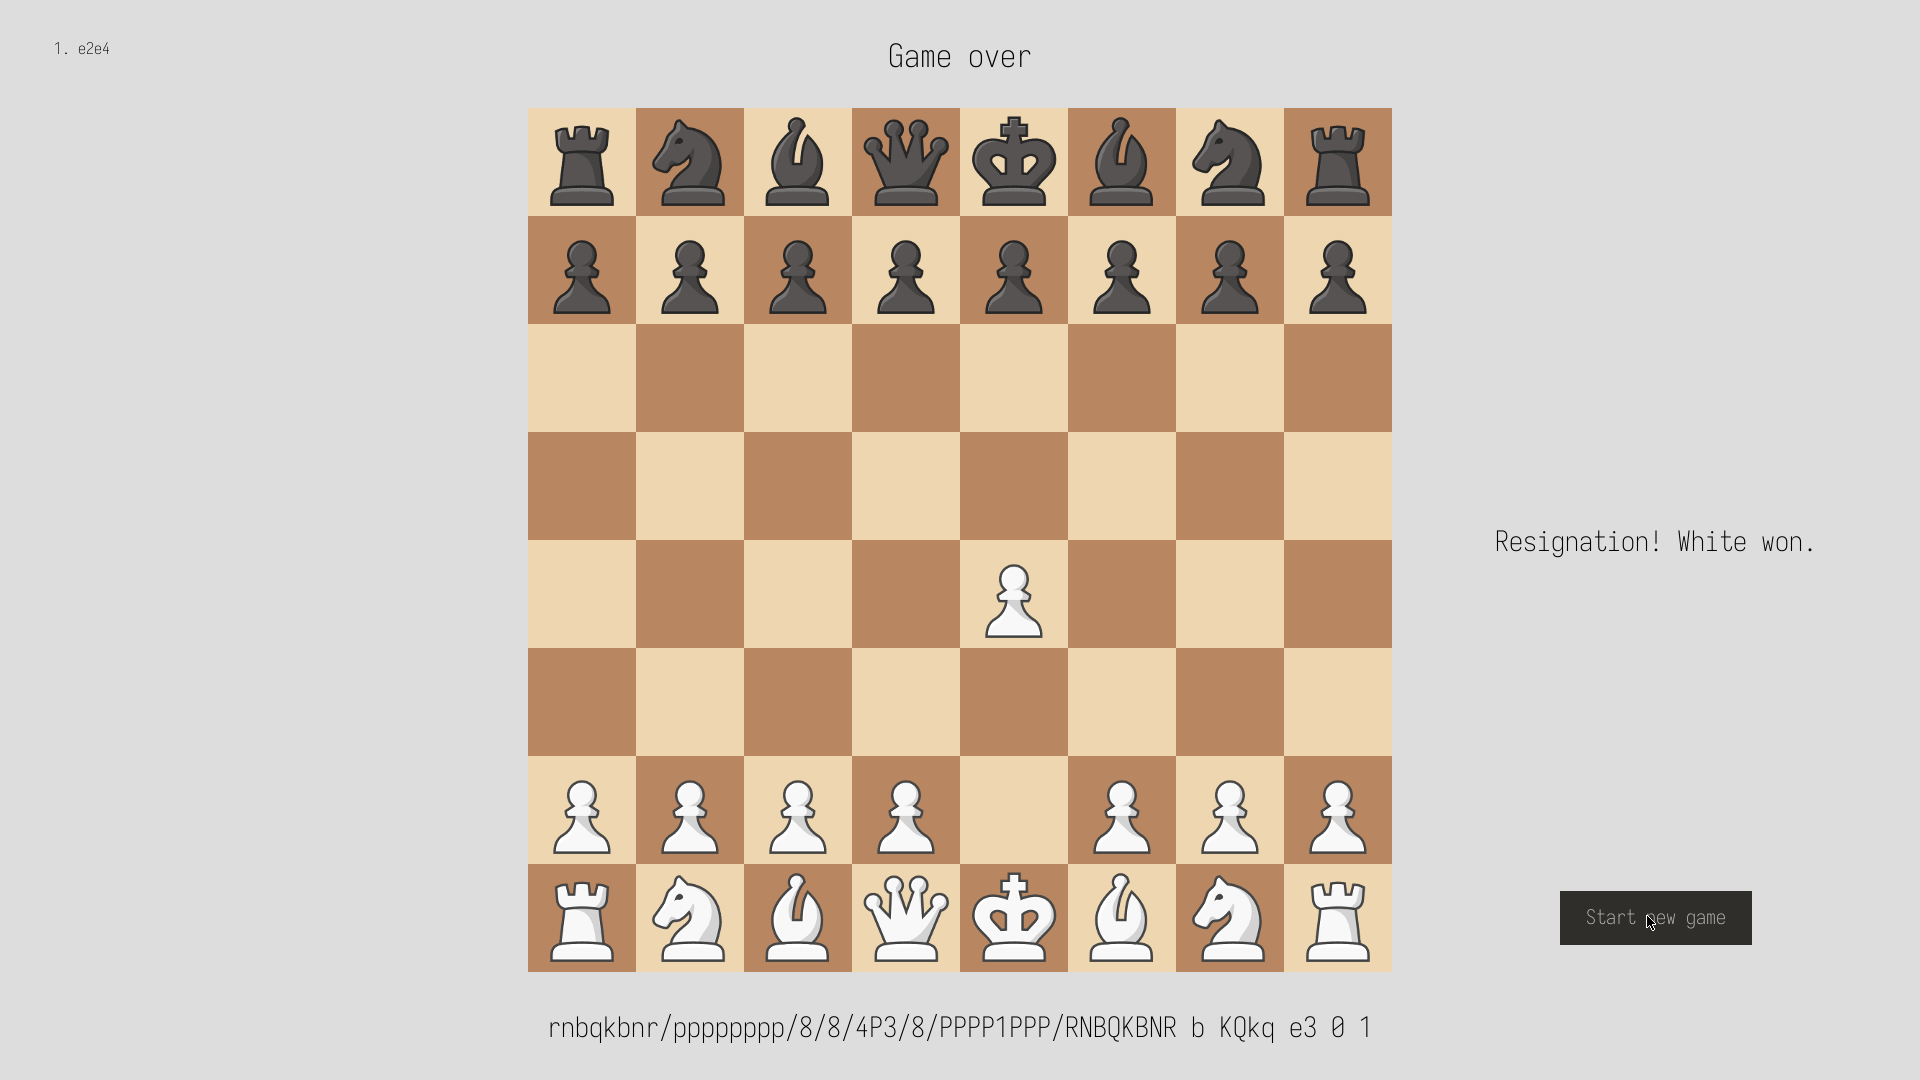 1. e2e4
Game over
Resignation! White won.
Start new game
rnbqkbnr/pppppppp/8/8/4P3/8/PPPP1PPP/RNBQKBNR b KQkq e3 0 1